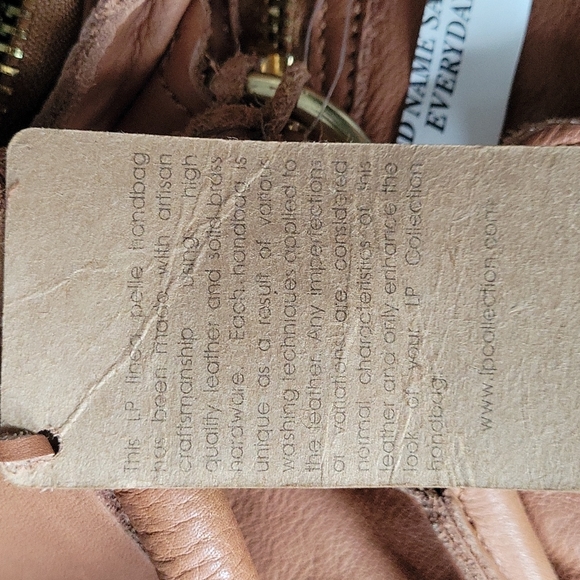 This LP linea pelle handbag
has been made with artisan
craftsmanship using high
quality leather and solid brass
hardware. Each handbag is
unique as a result of various
washing techniques applied to
the leather. Any imperfections
or variations are considered
normal characteristics of this
leather and only enhance the
look of your LP Collection
handbag!
www.lpcollection.com
D NAME SA
EVERYDA